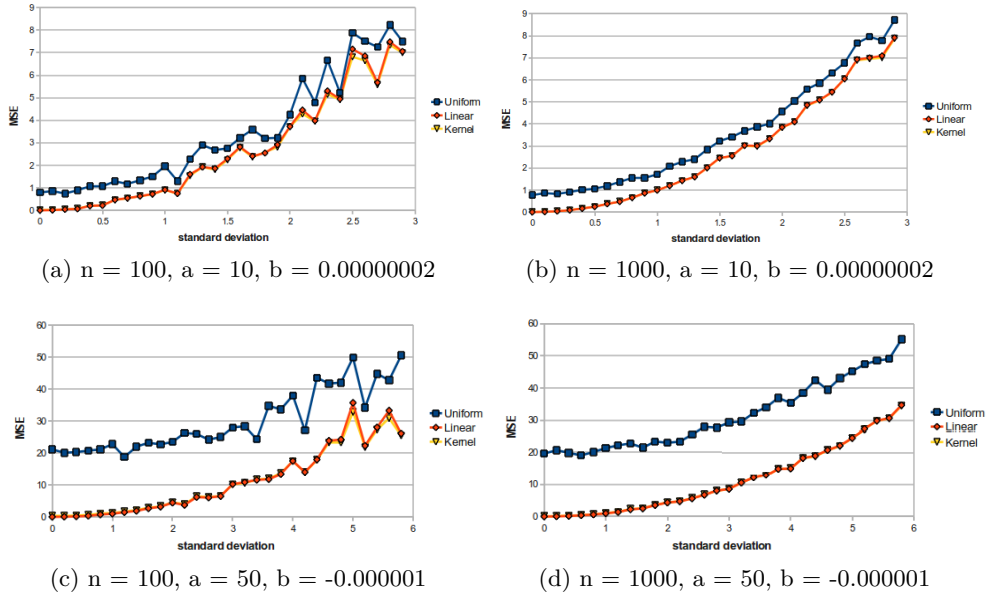 9
8
7
6
5
4
3
2
1
0
MSE
0 0.5 1 1.5 2 2.5 3
standard deviation
Uniform
Linear
Kernel
(a) n = 100, a = 10, b = 0.00000002
9
8
7
6
5
4
3
2
1
0
MSE
0 0.5 1 1.5 2 2.5 3
standard deviation
Uniform
Linear
Kernel
(b) n = 1000, a = 10, b = 0.00000002
60
50
40
30
20
10
0
MSE
0 1 2 3 4 5 6
standard deviation
Uniform
Linear
Kernel
(c) n = 100, a = 50, b = -0.000001
60
50
40
30
20
10
0
MSE
0 1 2 3 4 5 6
standard deviation
Uniform
Linear
Kernel
(d) n = 1000, a = 50, b = -0.000001